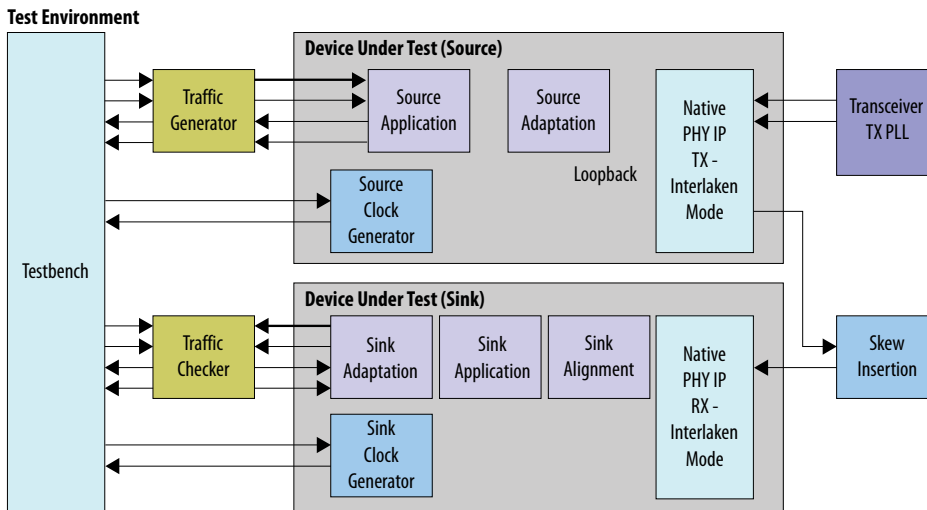 Test Environment
Device Under Test (Source)
Traffic
Generator
Source
Application
Source
Adaptation
Native
PHY IP
TX -
Interlaken
Mode
Transceiver
TX PLL
Loopback
Source
Clock
Generator
Testbench
Device Under Test (Sink)
Traffic
Checker
Sink
Adaptation
Sink
Application
Sink
Alignment
Native
PHY IP
RX -
Interlaken
Mode
Skew
Insertion
Sink
Clock
Generator